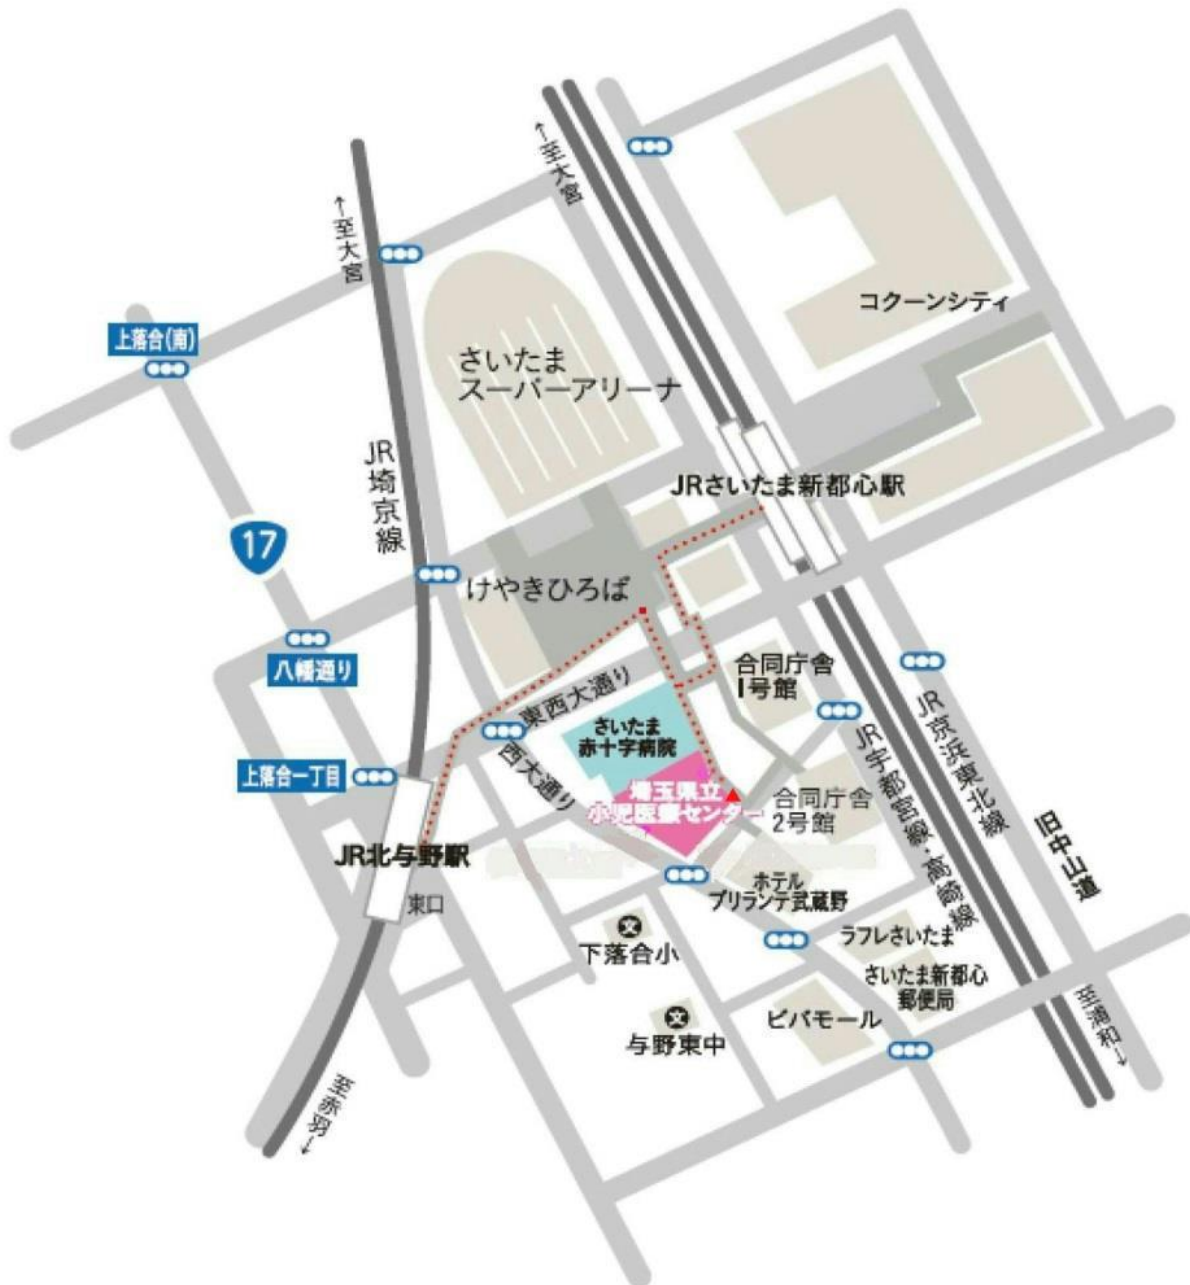 ←至大宮
←至大宮
コクーンシティ
上落合(南)
さいたま
スーパーアリーナ
JR埼京線
JRさいたま新都心駅
17
けやきひろば
八幡通り
合同庁舎
1号館
東西大通り
さいたま
赤十字病院
西大通り
上落合一丁目
埼玉県立
小児医療センター
合同庁舎
2号館
JR宇都宮線・高崎線
JR京浜東北線
旧中山道
JR北与野駅
東口
ホテル
ブリランテ武蔵野
文
下落合小
ラフレさいたま
さいたま新都心
郵便局
文
与野東中
ビバモール
至浦和→
至赤羽→